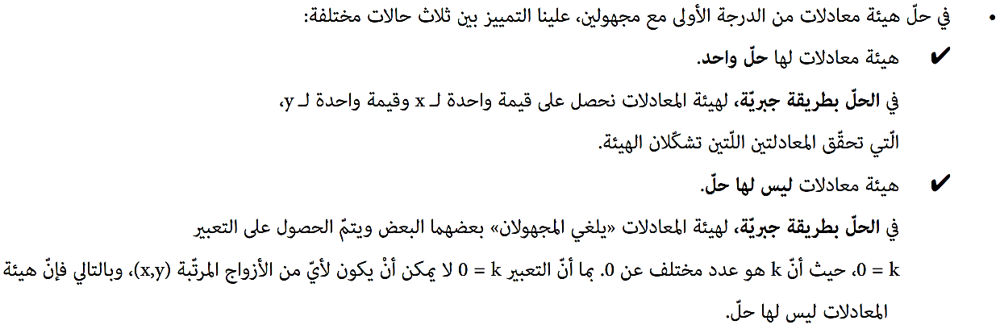 • في حلّ هيئة معادلات من الدرجة الأولى مع مجهولين، علينا التمييز بين ثلاث حالات مختلفة:
✔ هيئة معادلات لها حلّ واحد.
في الحلّ بطريقة جبريّة، لهيئة المعادلات نحصل على قيمة واحدة لـ x وقيمة واحدة لـ y،
الّتي تحقّق المعادلتين اللّتين تشكّلان الهيئة.
✔ هيئة معادلات ليس لها حلّ.
في الحلّ بطريقة جبريّة، لهيئة المعادلات «يلغي المجهولان» بعضهما البعض ويتمّ الحصول على التعبير
0 = k، حيث أنّ k هو عدد مختلف عن 0. بما أنّ التعبير 0 = k لا يمكن أنْ يكون لأيّ من الأزواج المرتّبة (x,y)، وبالتالي فإنّ هيئة
المعادلات ليس لها حلّ.